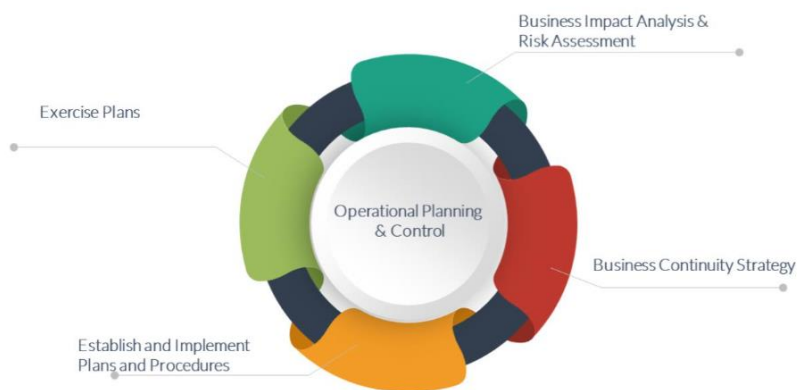 Business Impact Analysis &
Risk Assessment
Exercise Plans
Operational Planning
& Control
Business Continuity Strategy
Establish and Implement
Plans and Procedures